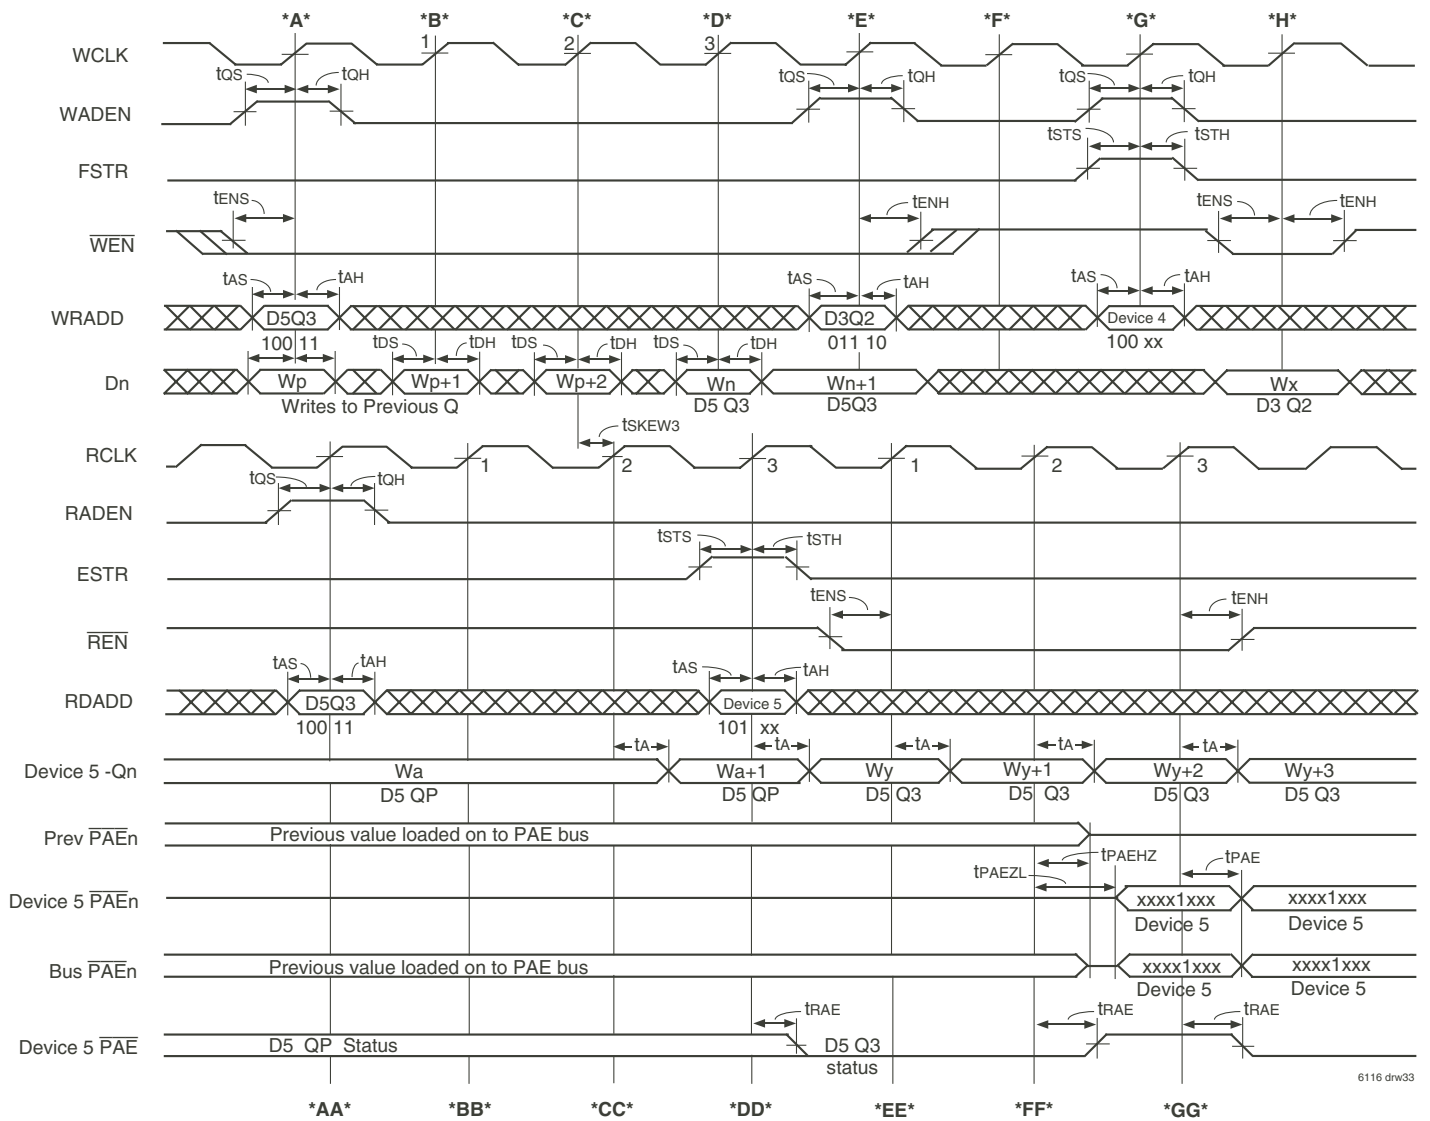 *A* *B* *C* *D* *E* *F* *G* *H*
WCLK 1 2 3
tQS tQH tQS tQH tQS tQH
WADEN
tSTS tSTH
FSTR
tENS tENH tENS tENH
WEN
tAS tAH tAS tAH tAS tAH
WRADD D5Q3 D3Q2 Device 4
100 11 011 10 100 xx
tDS tDH tDS tDH tDS tDH
Dn Wp Wp+1 Wp+2 Wn Wn+1 Wx
Writes to Previous Q D5 Q3 D5Q3 D3 Q2
tSKEW3
RCLK 1 2 3 1 2 3
tQS tQH
RADEN
tSTS tSTH
ESTR
tENS tENH
REN
tAS tAH tAS tAH
RDADD D5Q3 Device 5
100 11 101 xx
tA tA tA tA tA
Device 5 -Qn Wa Wa+1 Wy Wy+1 Wy+2 Wy+3
D5 QP D5 QP D5 Q3 D5 Q3 D5 Q3 D5 Q3
Prev PAEn Previous value loaded on to PAE bus
tPAEHZ tPAE
tPAEZL
Device 5 PAEn xxxx1xxx xxxx1xxx
Device 5 Device 5
Bus PAEn Previous value loaded on to PAE bus xxxx1xxx xxxx1xxx
Device 5 Device 5
tRAE tRAE tRAE
Device 5 PAE D5 QP Status D5 Q3
status
6116 drw33
*AA* *BB* *CC* *DD* *EE* *FF* *GG*